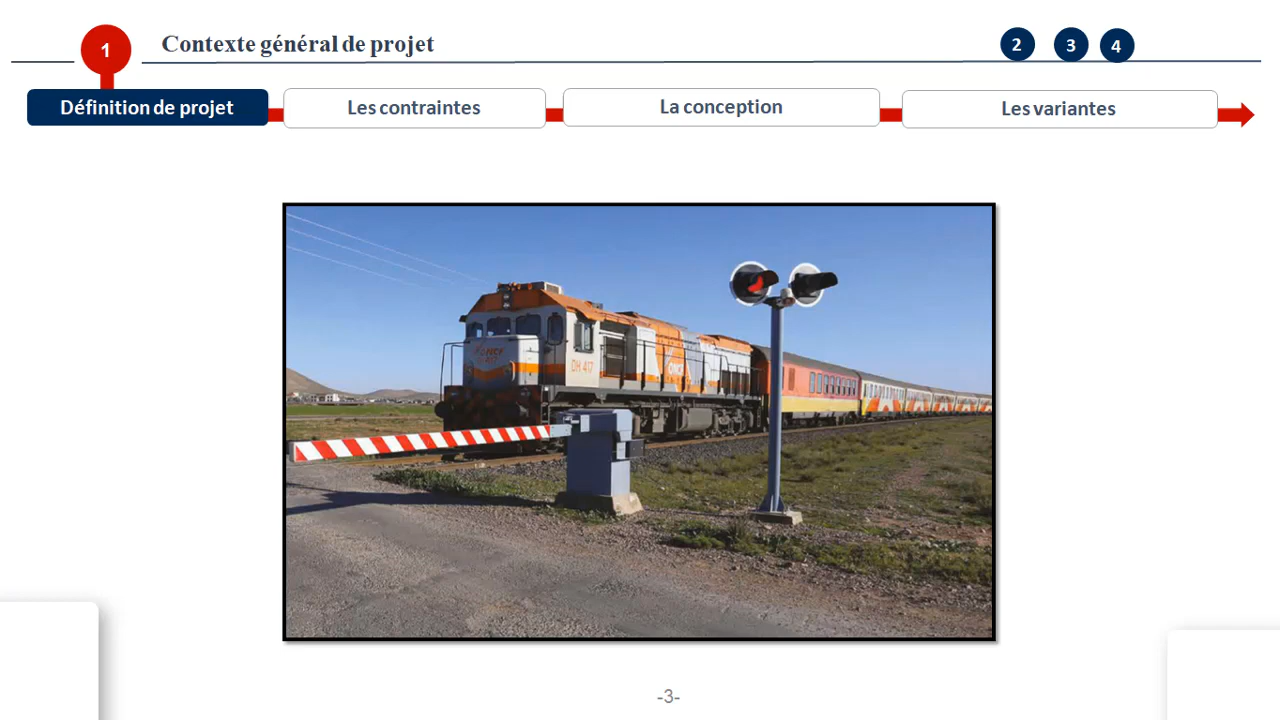 1
Contexte général de projet
2
3
4
Définition de projet
Les contraintes
La conception
Les variantes
DH 417
-3-